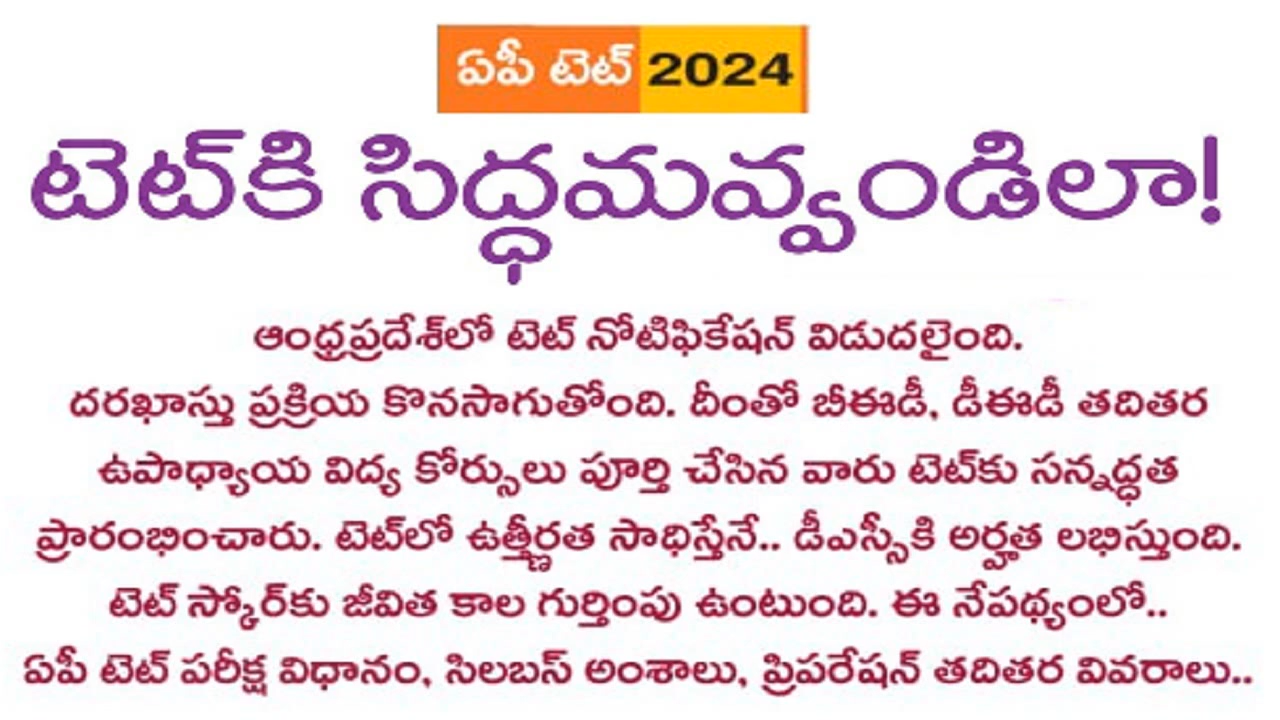 ఏపీ టెట్ 2024
టెట్‌కి సిద్ధమవ్వండిలా!
ఆంధ్రప్రదేశ్‌లో టెట్ నోటిఫికేషన్ విడుదలైంది.
దరఖాస్తు ప్రక్రియ కొనసాగుతోంది. దీంతో బీఈడీ, డీఈడీ తదితర
ఉపాధ్యాయ విద్య కోర్సులు పూర్తి చేసిన వారు టెట్‌కు సన్నద్ధత
ప్రారంభించారు. టెట్‌లో ఉత్తీర్ణత సాధిస్తేనే.. డీఎస్సీకి అర్హత లభిస్తుంది.
టెట్ స్కోర్‌కు జీవిత కాల గుర్తింపు ఉంటుంది. ఈ నేపథ్యంలో..
ఏపీ టెట్ పరీక్ష విధానం, సిలబస్ అంశాలు, ప్రిపరేషన్ తదితర వివరాలు..